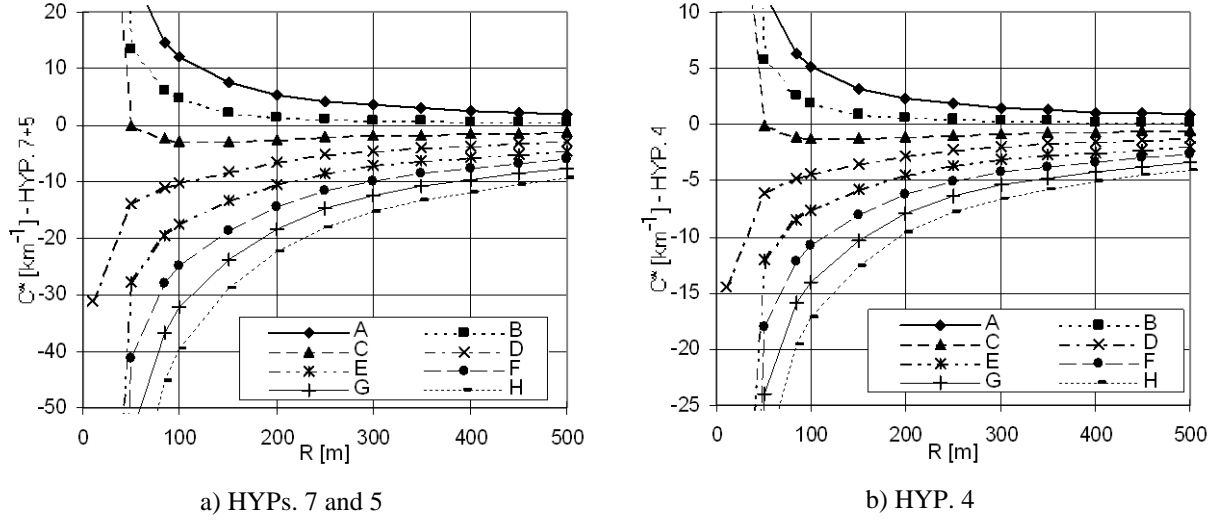 20
10
0
-10
-20
-30
-40
-50
C* [km⁻¹] - HYP. 7+5
A B
C D
E F
G H
0 100 200 300 400 500
R [m]
a) HYPs. 7 and 5
10
5
0
-5
-10
-15
-20
-25
C* [km⁻¹] - HYP. 4
A B
C D
E F
G H
0 100 200 300 400 500
R [m]
b) HYP. 4